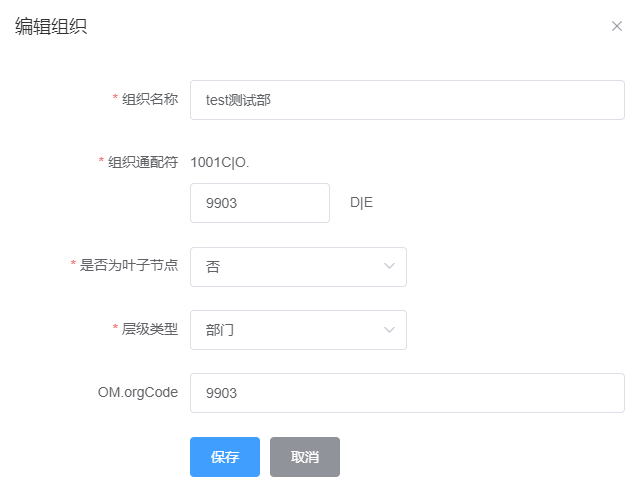 编辑组织
* 组织名称 test测试部
* 组织通配符 1001C|O.
9903 D|E
* 是否为叶子节点 否
* 层级类型 部门
OM.orgCode 9903
保存 取消